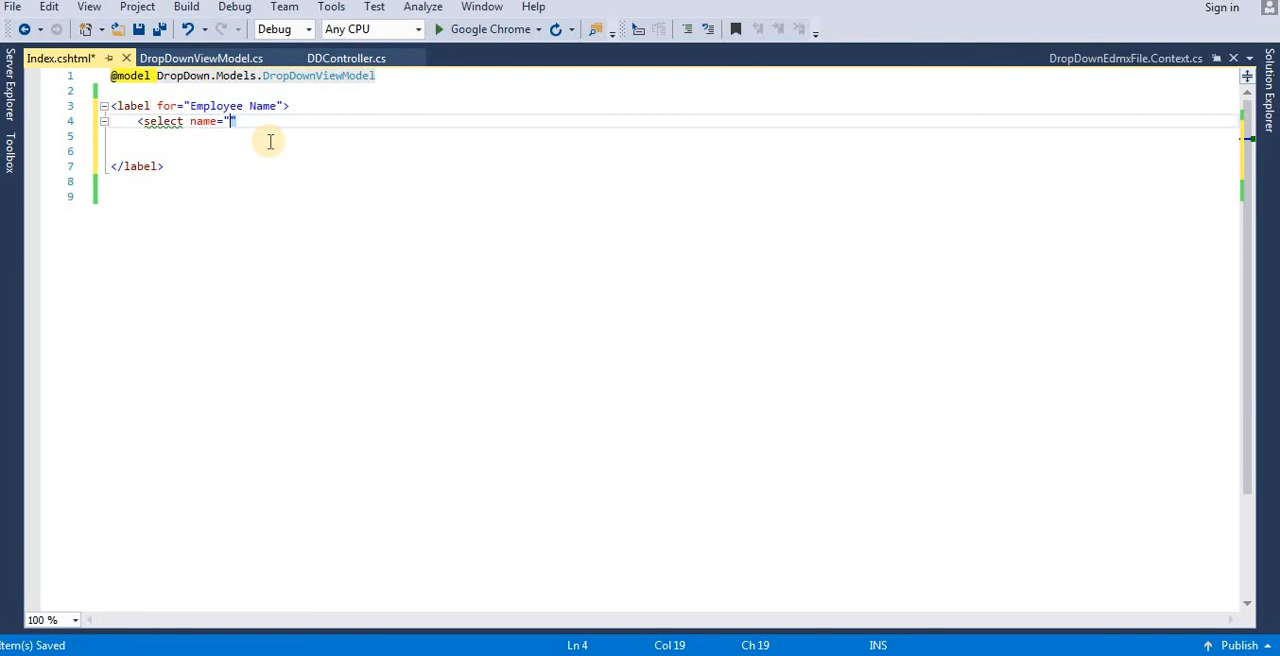 File Edit View Project Build Debug Team Tools Test Analyze Window Help Sign in
Debug Any CPU Google Chrome
Index.cshtml* DropDownViewModel.cs DDController.cs DropDownEdmxFile.Context.cs
Server Explorer
Toolbox
Solution Explorer
1 @model DropDown.Models.DropDownViewModel
2
3 <label for="Employee Name">
4 <select name=""
5
6
7 </label>
8
9
100 %
Item(s) Saved Ln 4 Col 19 Ch 19 INS Publish